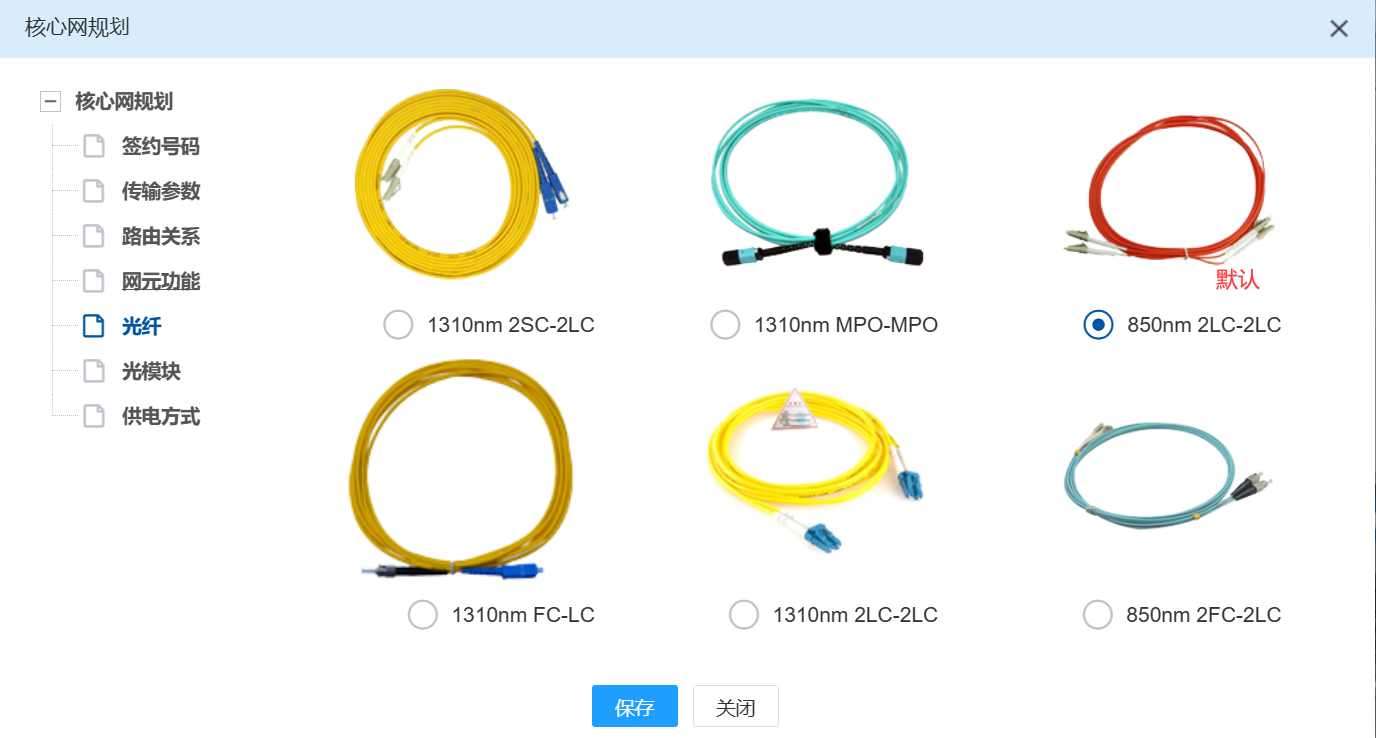 核心网规划
核心网规划
签约号码
传输参数
路由关系
网元功能
光纤
光模块
供电方式
默认
1310nm 2SC-2LC
1310nm MPO-MPO
850nm 2LC-2LC
1310nm FC-LC
1310nm 2LC-2LC
850nm 2FC-2LC
保存
关闭